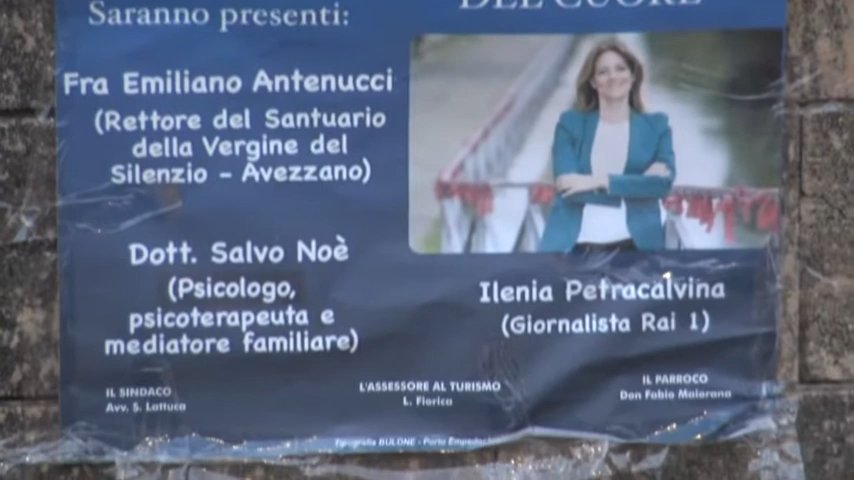 Saranno presenti:
DEL CUORE
Fra Emiliano Antenucci
(Rettore del Santuario
della Vergine del
Silenzio - Avezzano)
Dott. Salvo Noè
(Psicologo,
psicoterapeuta e
mediatore familiare)
Ilenia Petracalvina
(Giornalista Rai 1)
IL SINDACO
Avv. S. Lattuca
L'ASSESSORE AL TURISMO
L. Fiorica
IL PARROCO
Don Fabio Maiorana
Tipografia BULONE - Porto